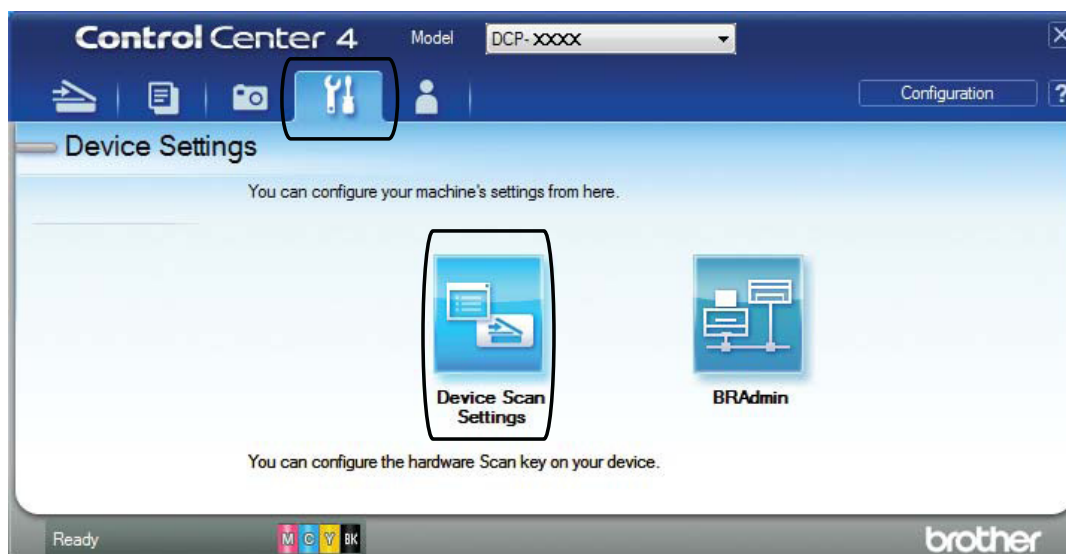 Control Center 4
Model
DCP- XXXX
Configuration
?
Device Settings
You can configure your machine's settings from here.
Device Scan
Settings
BRAdmin
You can configure the hardware Scan key on your device.
Ready
M C Y BK
brother